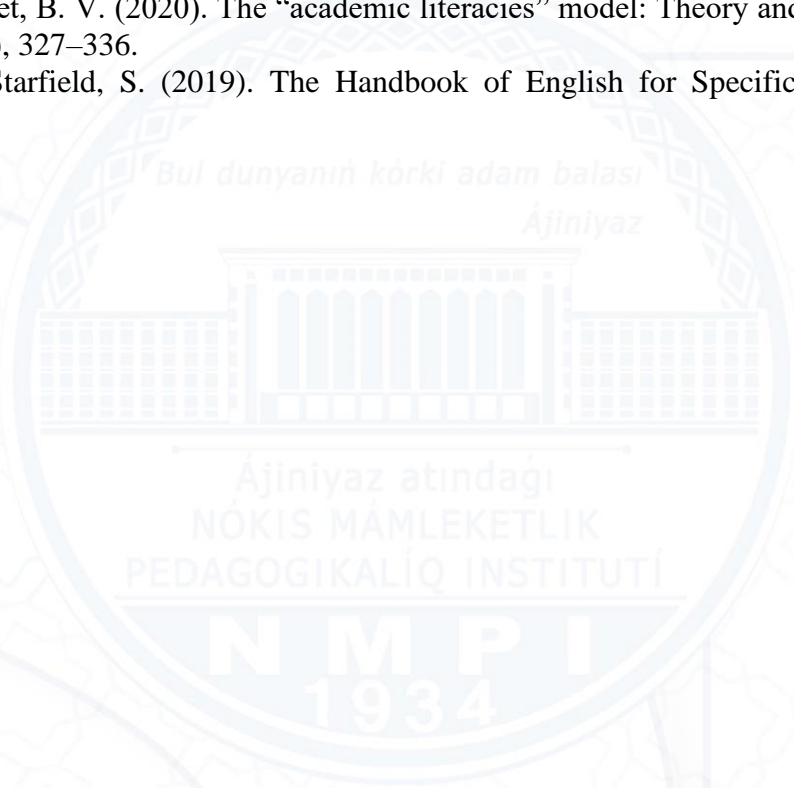 et, B. V. (2020). The “academic literacies” model: Theory and
), 327–336.
Starfield, S. (2019). The Handbook of English for Specific
Bul dunyanıń kórki adam balası
Ájiniyaz
Ájiniyaz atındaǵı
NÓKIS MÁMLEKETLIK
PEDAGOGIKALÍQ INSTITUTÍ
NMPI
1934